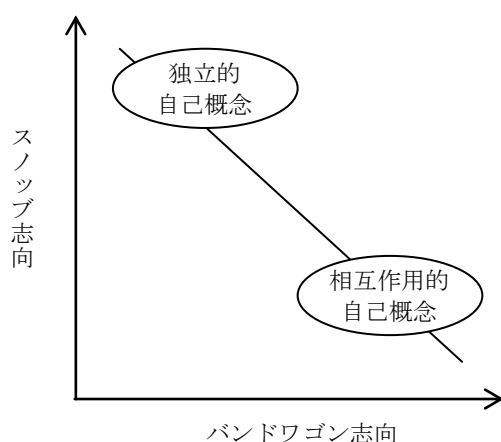 独立的
自己概念
スノッブ志向
相互作用的
自己概念
バンドワゴン志向